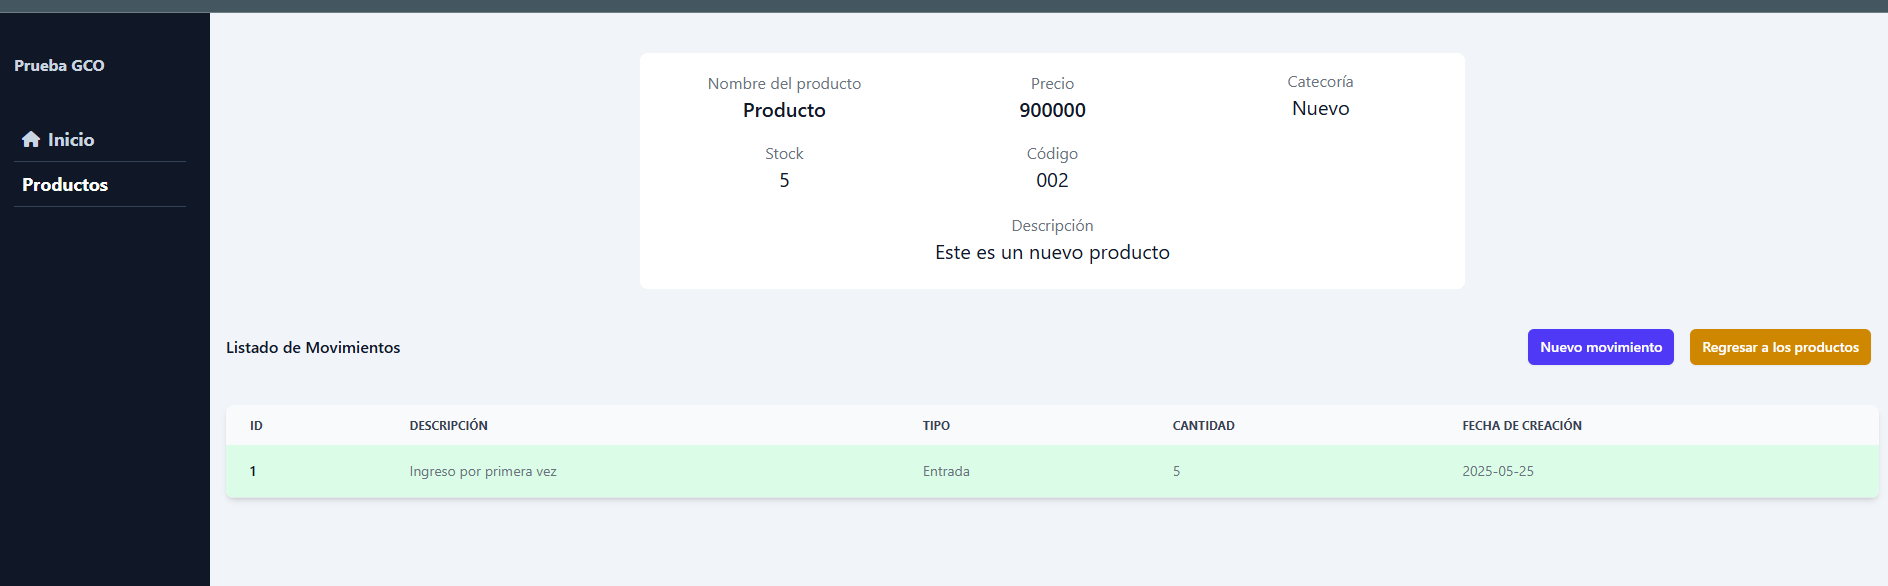 Prueba GCO
Inicio
Productos
Nombre del producto
Producto
Precio
900000
Catecoría
Nuevo
Stock
5
Código
002
Descripción
Este es un nuevo producto
Listado de Movimientos
Nuevo movimiento
Regresar a los productos
ID DESCRIPCIÓN TIPO CANTIDAD FECHA DE CREACIÓN
1 Ingreso por primera vez Entrada 5 2025-05-25